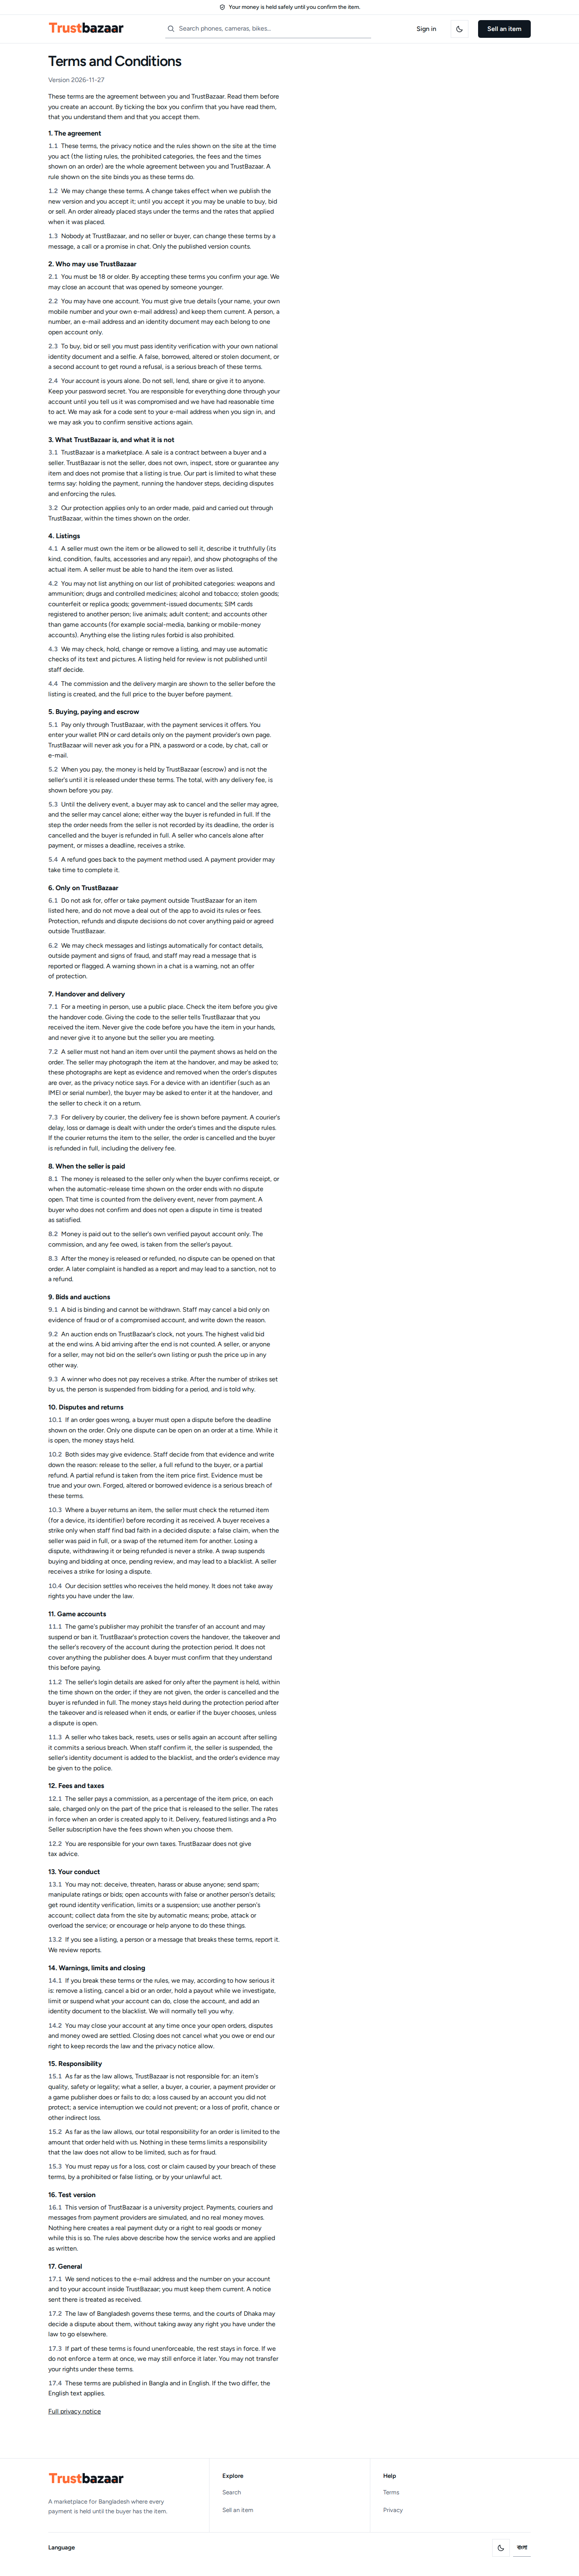 Your money is held safely until you confirm the item.
Trustbazaar
Search phones, cameras, bikes...
Sign in
Sell an item
Terms and Conditions
Version 2026-11-27
These terms are the agreement between you and TrustBazaar. Read them before
you create an account. By ticking the box you confirm that you have read them,
that you understand them and that you accept them.
1. The agreement
1.1 These terms, the privacy notice and the rules shown on the site at the time
you act (the listing rules, the prohibited categories, the fees and the times
shown on an order) are the whole agreement between you and TrustBazaar. A
rule shown on the site binds you as these terms do.
1.2 We may change these terms. A change takes effect when we publish the
new version and you accept it; until you accept it you may be unable to buy, bid
or sell. An order already placed stays under the terms and the rates that applied
when it was placed.
1.3 Nobody at TrustBazaar, and no seller or buyer, can change these terms by a
message, a call or a promise in chat. Only the published version counts.
2. Who may use TrustBazaar
2.1 You must be 18 or older. By accepting these terms you confirm your age. We
may close an account that was opened by someone younger.
2.2 You may have one account. You must give true details (your name, your own
mobile number and your own e-mail address) and keep them current. A person, a
number, an e-mail address and an identity document may each belong to one
open account only.
2.3 To buy, bid or sell you must pass identity verification with your own national
identity document and a selfie. A false, borrowed, altered or stolen document, or
a second account to get round a refusal, is a serious breach of these terms.
2.4 Your account is yours alone. Do not sell, lend, share or give it to anyone.
Keep your password secret. You are responsible for everything done through your
account until you tell us it was compromised and we have had reasonable time
to act. We may ask for a code sent to your e-mail address when you sign in, and
we may ask you to confirm sensitive actions again.
3. What TrustBazaar is, and what it is not
3.1 TrustBazaar is a marketplace. A sale is a contract between a buyer and a
seller. TrustBazaar is not the seller, does not own, inspect, store or guarantee any
item and does not promise that a listing is true. Our part is limited to what these
terms say: holding the payment, running the handover steps, deciding disputes
and enforcing the rules.
3.2 Our protection applies only to an order made, paid and carried out through
TrustBazaar, within the times shown on the order.
4. Listings
4.1 A seller must own the item or be allowed to sell it, describe it truthfully (its
kind, condition, faults, accessories and any repair), and show photographs of the
actual item. A seller must be able to hand the item over as listed.
4.2 You may not list anything on our list of prohibited categories: weapons and
ammunition; drugs and controlled medicines; alcohol and tobacco; stolen goods;
counterfeit or replica goods; government-issued documents; SIM cards
registered to another person; live animals; adult content; and accounts other
than game accounts (for example social-media, banking or mobile-money
accounts). Anything else the listing rules forbid is also prohibited.
4.3 We may check, hold, change or remove a listing, and may use automatic
checks of its text and pictures. A listing held for review is not published until
staff decide.
4.4 The commission and the delivery margin are shown to the seller before the
listing is created, and the full price to the buyer before payment.
5. Buying, paying and escrow
5.1 Pay only through TrustBazaar, with the payment services it offers. You
enter your wallet PIN or card details only on the payment provider's own page.
TrustBazaar will never ask you for a PIN, a password or a code, by chat, call or
e-mail.
5.2 When you pay, the money is held by TrustBazaar (escrow) and is not the
seller's until it is released under these terms. The total, with any delivery fee, is
shown before you pay.
5.3 Until the delivery event, a buyer may ask to cancel and the seller may agree,
and the seller may cancel alone; either way the buyer is refunded in full. If the
step the order needs from the seller is not recorded by its deadline, the order is
cancelled and the buyer is refunded in full. A seller who cancels alone after
payment, or misses a deadline, receives a strike.
5.4 A refund goes back to the payment method used. A payment provider may
take time to complete it.
6. Only on TrustBazaar
6.1 Do not ask for, offer or take payment outside TrustBazaar for an item
listed here, and do not move a deal out of the app to avoid its rules or fees.
Protection, refunds and dispute decisions do not cover anything paid or agreed
outside TrustBazaar.
6.2 We may check messages and listings automatically for contact details,
outside payment and signs of fraud, and staff may read a message that is
reported or flagged. A warning shown in a chat is a warning, not an offer
of protection.
7. Handover and delivery
7.1 For a meeting in person, use a public place. Check the item before you give
the handover code. Giving the code to the seller tells TrustBazaar that you
received the item. Never give the code before you have the item in your hands,
and never give it to anyone but the seller you are meeting.
7.2 A seller must not hand an item over until the payment shows as held on the
order. The seller may photograph the item at the handover, and may be asked to;
these photographs are kept as evidence and removed when the order's disputes
are over, as the privacy notice says. For a device with an identifier (such as an
IMEI or serial number), the buyer may be asked to enter it at the handover, and
the seller to check it on a return.
7.3 For delivery by courier, the delivery fee is shown before payment. A courier's
delay, loss or damage is dealt with under the order's times and the dispute rules.
If the courier returns the item to the seller, the order is cancelled and the buyer
is refunded in full, including the delivery fee.
8. When the seller is paid
8.1 The money is released to the seller only when the buyer confirms receipt, or
when the automatic-release time shown on the order ends with no dispute
open. That time is counted from the delivery event, never from payment. A
buyer who does not confirm and does not open a dispute in time is treated
as satisfied.
8.2 Money is paid out to the seller's own verified payout account only. The
commission, and any fee owed, is taken from the seller's payout.
8.3 After the money is released or refunded, no dispute can be opened on that
order. A later complaint is handled as a report and may lead to a sanction, not to
a refund.
9. Bids and auctions
9.1 A bid is binding and cannot be withdrawn. Staff may cancel a bid only on
evidence of fraud or of a compromised account, and write down the reason.
9.2 An auction ends on TrustBazaar's clock, not yours. The highest valid bid
at the end wins. A bid arriving after the end is not counted. A seller, or anyone
for a seller, may not bid on the seller's own listing or push the price up in any
other way.
9.3 A winner who does not pay receives a strike. After the number of strikes set
by us, the person is suspended from bidding for a period, and is told why.
10. Disputes and returns
10.1 If an order goes wrong, a buyer must open a dispute before the deadline
shown on the order. Only one dispute can be open on an order at a time. While it
is open, the money stays held.
10.2 Both sides may give evidence. Staff decide from that evidence and write
down the reason: release to the seller, a full refund to the buyer, or a partial
refund. A partial refund is taken from the item price first. Evidence must be
true and your own. Forged, altered or borrowed evidence is a serious breach of
these terms.
10.3 Where a buyer returns an item, the seller must check the returned item
(for a device, its identifier) before recording it as received. A buyer receives a
strike only when staff find bad faith in a decided dispute: a false claim, when the
seller was paid in full, or a swap of the returned item for another. Losing a
dispute, withdrawing it or being refunded is never a strike. A swap suspends
buying and bidding at once, pending review, and may lead to a blacklist. A seller
receives a strike for losing a dispute.
10.4 Our decision settles who receives the held money. It does not take away
rights you have under the law.
11. Game accounts
11.1 The game's publisher may prohibit the transfer of an account and may
suspend or ban it. TrustBazaar's protection covers the handover, the takeover and
the seller's recovery of the account during the protection period. It does not
cover anything the publisher does. A buyer must confirm that they understand
this before paying.
11.2 The seller's login details are asked for only after the payment is held, within
the time shown on the order; if they are not given, the order is cancelled and the
buyer is refunded in full. The money stays held during the protection period after
the takeover and is released when it ends, or earlier if the buyer chooses, unless
a dispute is open.
11.3 A seller who takes back, resets, uses or sells again an account after selling
it commits a serious breach. When staff confirm it, the seller is suspended, the
seller's identity document is added to the blacklist, and the order's evidence may
be given to the police.
12. Fees and taxes
12.1 The seller pays a commission, as a percentage of the item price, on each
sale, charged only on the part of the price that is released to the seller. The rates
in force when an order is created apply to it. Delivery, featured listings and a Pro
Seller subscription have the fees shown when you choose them.
12.2 You are responsible for your own taxes. TrustBazaar does not give
tax advice.
13. Your conduct
13.1 You may not: deceive, threaten, harass or abuse anyone; send spam;
manipulate ratings or bids; open accounts with false or another person's details;
get round identity verification, limits or a suspension; use another person's
account; collect data from the site by automatic means; probe, attack or
overload the service; or encourage or help anyone to do these things.
13.2 If you see a listing, a person or a message that breaks these terms, report it.
We review reports.
14. Warnings, limits and closing
14.1 If you break these terms or the rules, we may, according to how serious it
is: remove a listing, cancel a bid or an order, hold a payout while we investigate,
limit or suspend what your account can do, close the account, and add an
identity document to the blacklist. We will normally tell you why.
14.2 You may close your account at any time once your open orders, disputes
and money owed are settled. Closing does not cancel what you owe or end our
right to keep records the law and the privacy notice allow.
15. Responsibility
15.1 As far as the law allows, TrustBazaar is not responsible for: an item's
quality, safety or legality; what a seller, a buyer, a courier, a payment provider or
a game publisher does or fails to do; a loss caused by an account you did not
protect; a service interruption we could not prevent; or a loss of profit, chance or
other indirect loss.
15.2 As far as the law allows, our total responsibility for an order is limited to the
amount that order held with us. Nothing in these terms limits a responsibility
that the law does not allow to be limited, such as for fraud.
15.3 You must repay us for a loss, cost or claim caused by your breach of these
terms, by a prohibited or false listing, or by your unlawful act.
16. Test version
16.1 This version of TrustBazaar is a university project. Payments, couriers and
messages from payment providers are simulated, and no real money moves.
Nothing here creates a real payment duty or a right to real goods or money
while this is so. The rules above describe how the service works and are applied
as written.
17. General
17.1 We send notices to the e-mail address and the number on your account
and to your account inside TrustBazaar; you must keep them current. A notice
sent there is treated as received.
17.2 The law of Bangladesh governs these terms, and the courts of Dhaka may
decide a dispute about them, without taking away any right you have under the
law to go elsewhere.
17.3 If part of these terms is found unenforceable, the rest stays in force. If we
do not enforce a term at once, we may still enforce it later. You may not transfer
your rights under these terms.
17.4 These terms are published in Bangla and in English. If the two differ, the
English text applies.
Full privacy notice
Trustbazaar
A marketplace for Bangladesh where every
payment is held until the buyer has the item.
Explore
Search
Sell an item
Help
Terms
Privacy
Language
বাংলা